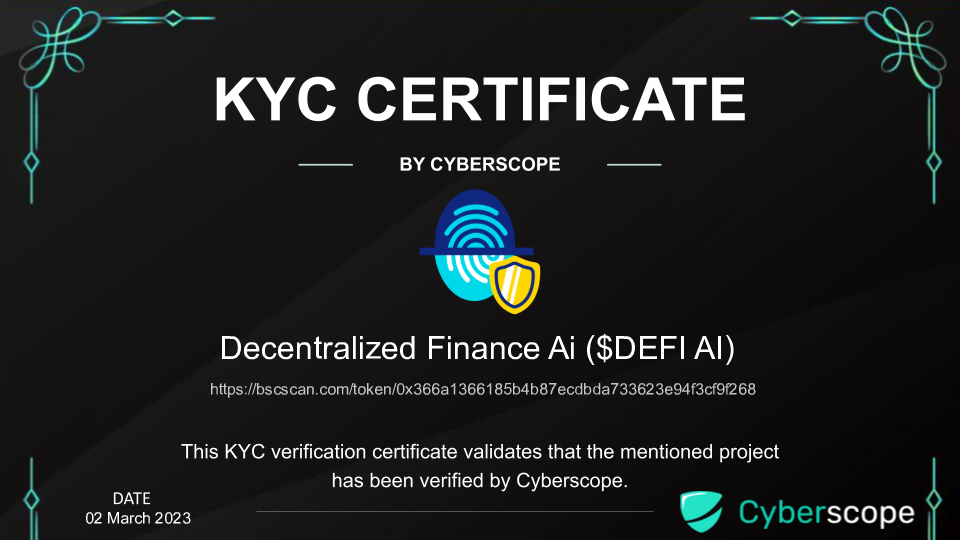 KYC CERTIFICATE
BY CYBERSCOPE
Decentralized Finance Ai ($DEFI AI)
https://bscscan.com/token/0x366a1366185b4b87ecdbda733623e94f3cf9f268
This KYC verification certificate validates that the mentioned project
has been verified by Cyberscope.
DATE
02 March 2023
Cyberscope